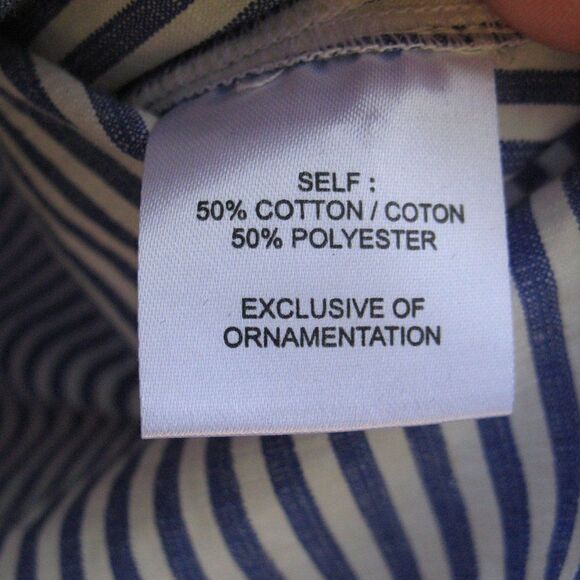 SELF :
50% COTTON / COTON
50% POLYESTER
EXCLUSIVE OF
ORNAMENTATION